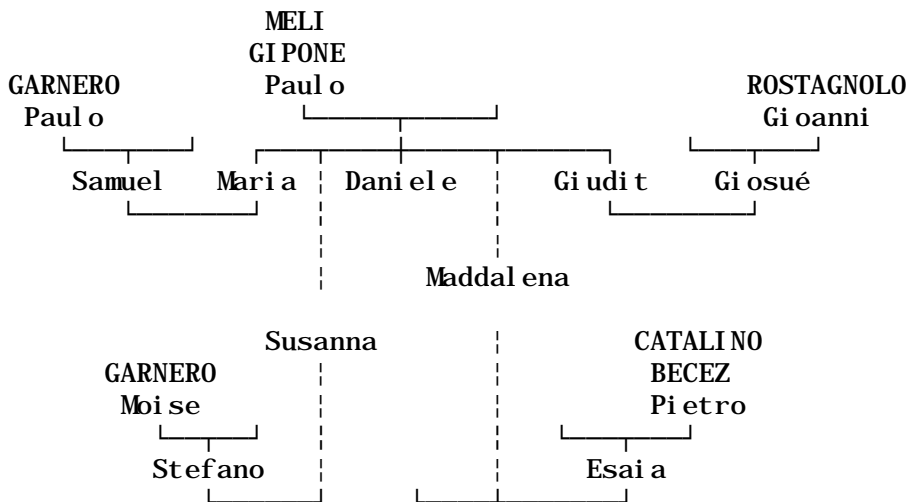 MELI
GIPONE
GARNERO Paulo ROSTAGNOLO
Paulo Gioanni
Samuel Maria Daniele Giudit Giosué
Maddalena
Susanna CATALINO
GARNERO BECEZ
Moise Pietro
Stefano Esaia